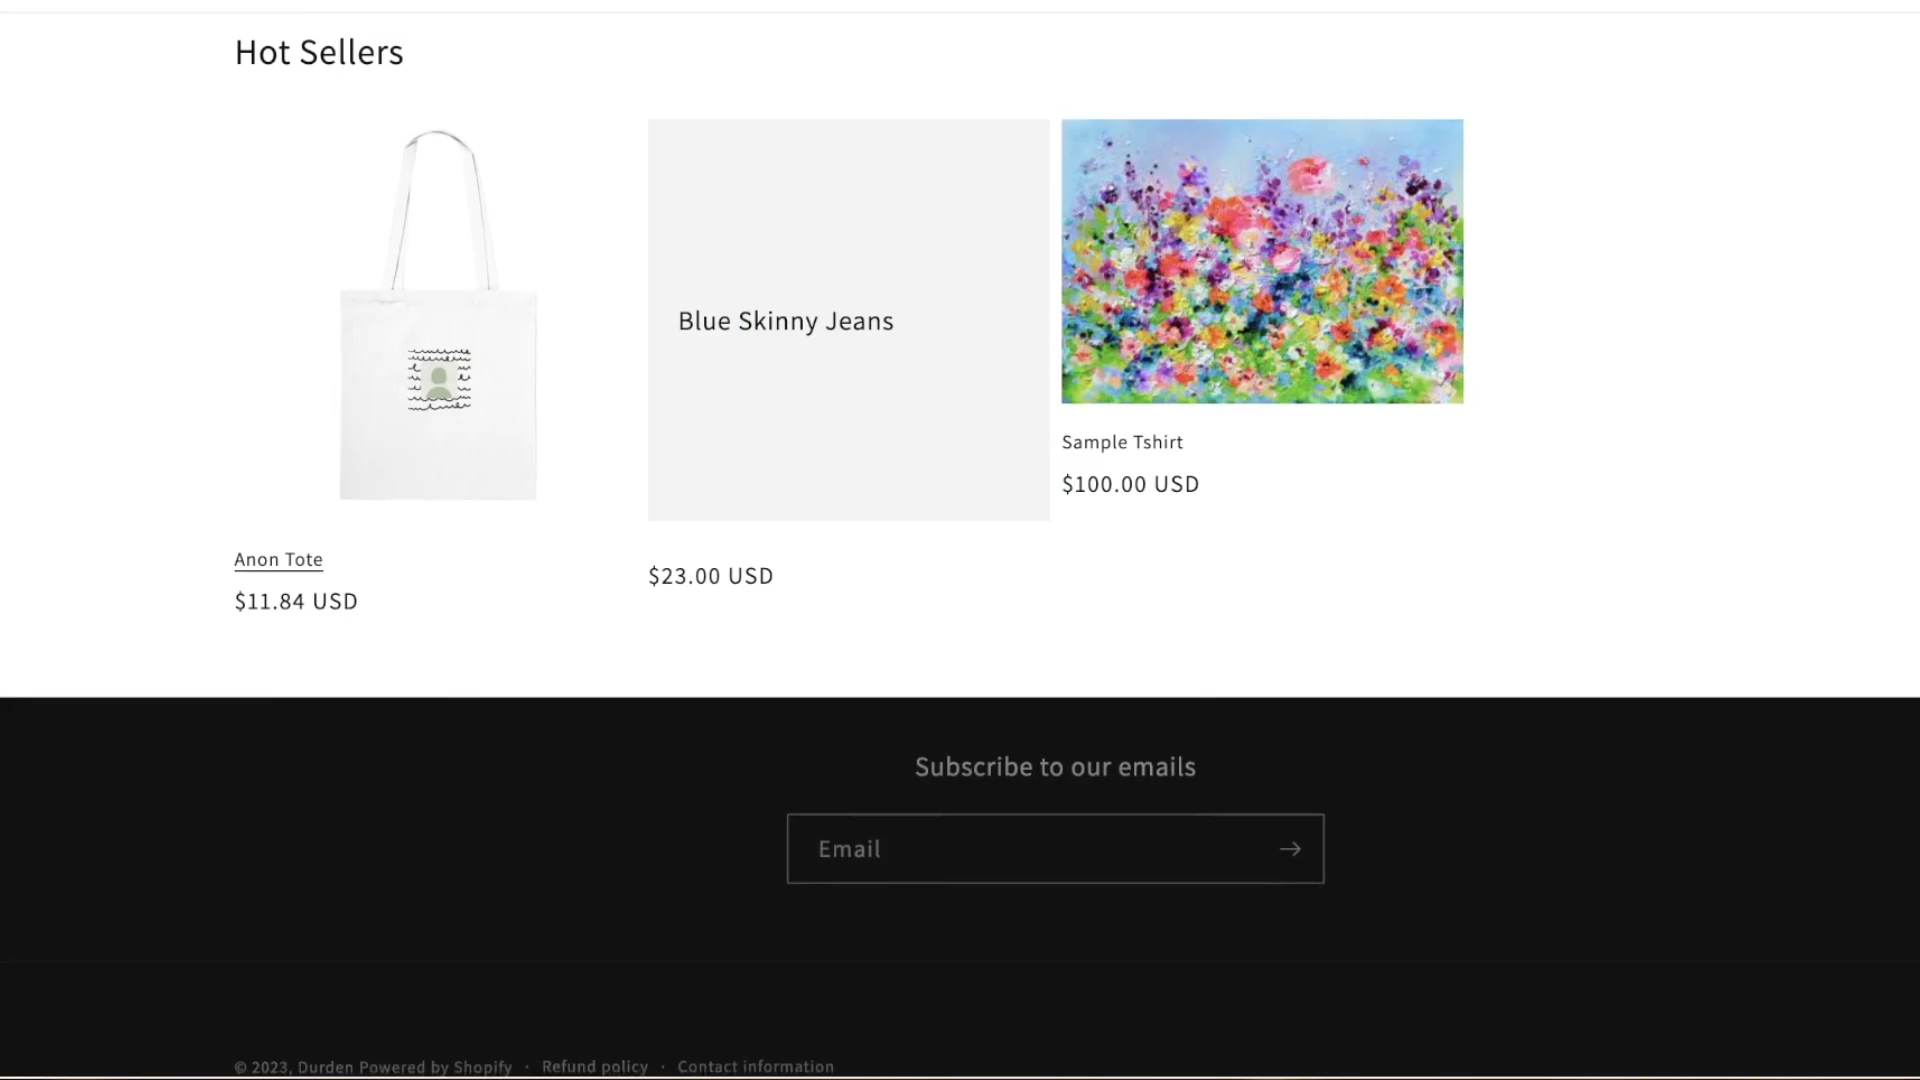 Hot Sellers
Blue Skinny Jeans
Sample Tshirt
$100.00 USD
Anon Tote
$23.00 USD
$11.84 USD
Subscribe to our emails
Email
© 2023, Durden Powered by Shopify · Refund policy · Contact information